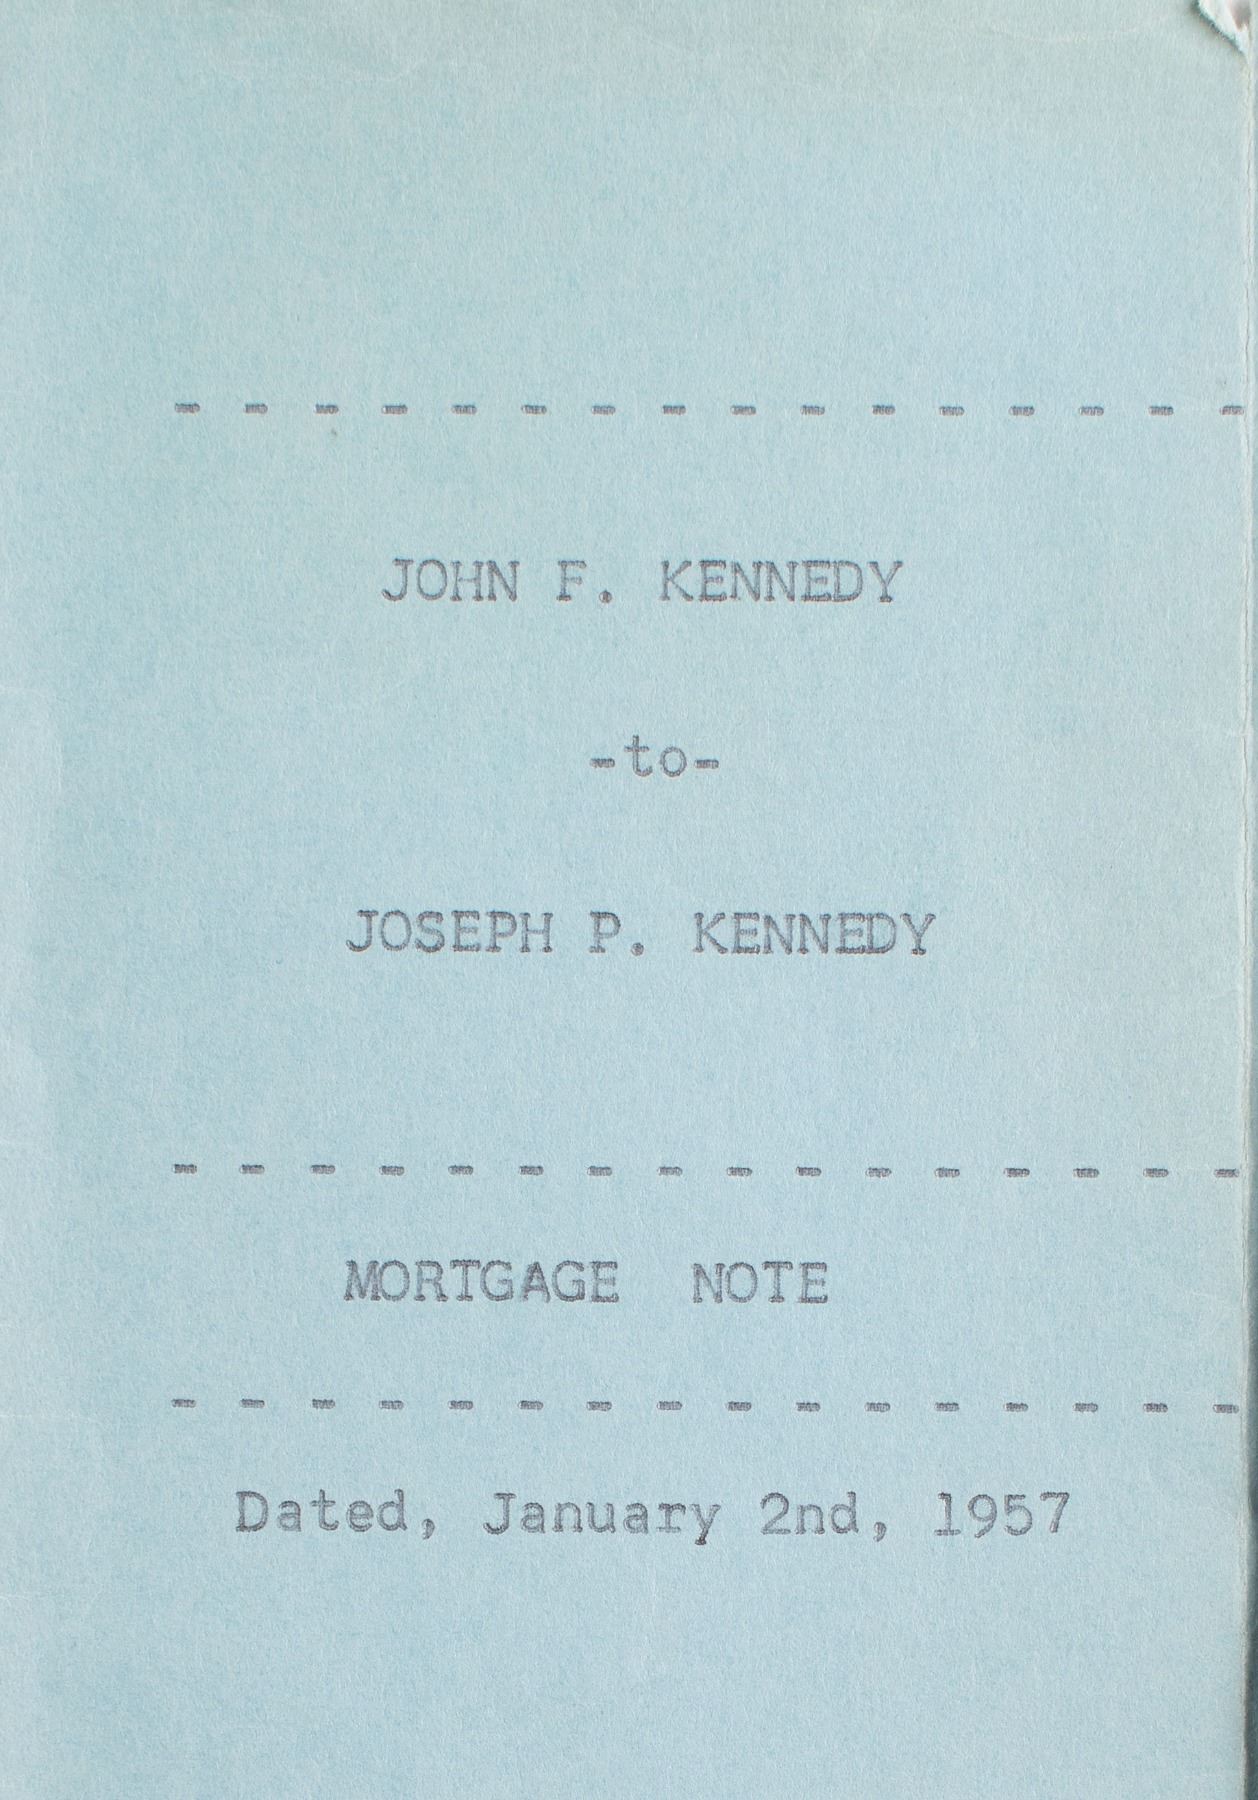 - - - - - - - - - - - - - - - -
JOHN F. KENNEDY
-to-
JOSEPH P. KENNEDY
- - - - - - - - - - - - - - - -
MORTGAGE NOTE
- - - - - - - - - - - - - - - -
Dated, January 2nd, 1957